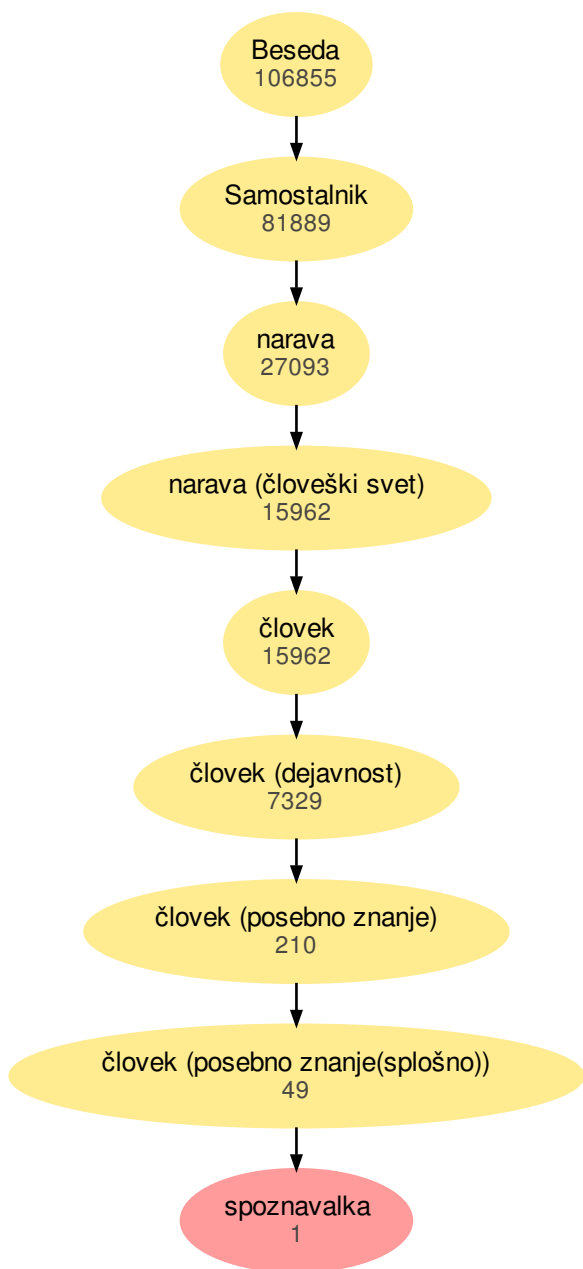 Beseda
106855
Samostalnik
81889
narava
27093
narava (človeški svet)
15962
človek
15962
človek (dejavnost)
7329
človek (posebno znanje)
210
človek (posebno znanje(splošno))
49
spoznavalka
1